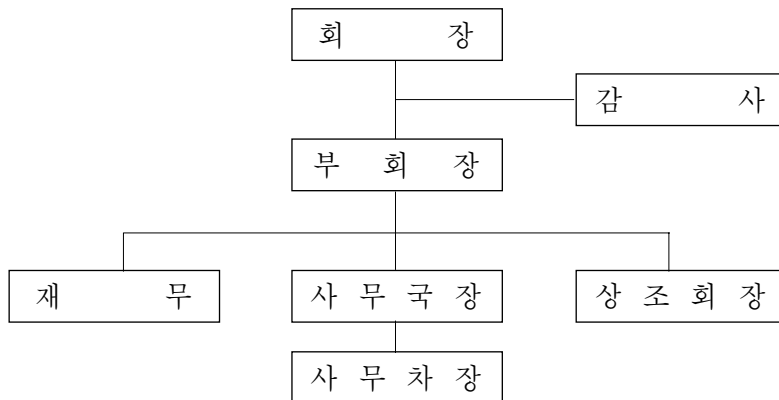 회 장
감 사
부 회 장
재 무
사 무 국 장
상 조 회 장
사 무 차 장